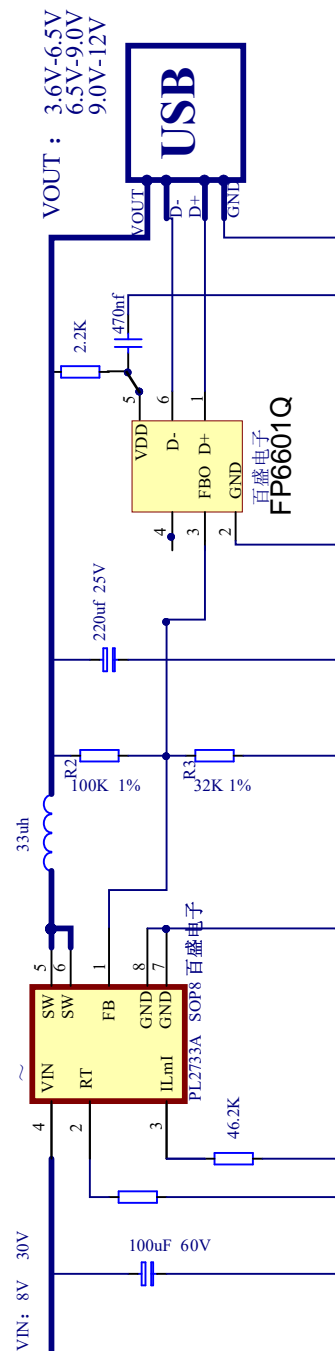 VOUT :
3.6V-6.5V
6.5V-9.0V
9.0V-12V
USB
VOUT
D-
D+
GND
470nf
2.2K
5
6
1
VDD
D-
D+
FBO
GND
4
3
2
百盛电子
FP6601Q
220uf 25V
R2
100K 1%
R3
32K 1%
33uh
5
6
1
8
7
SW
SW
FB
GND
GND
VIN
RT
ILmI
SOP8 百盛电子
PL2733A
~
4
2
3
46.2K
100uF 60V
VIN: 8V 30V